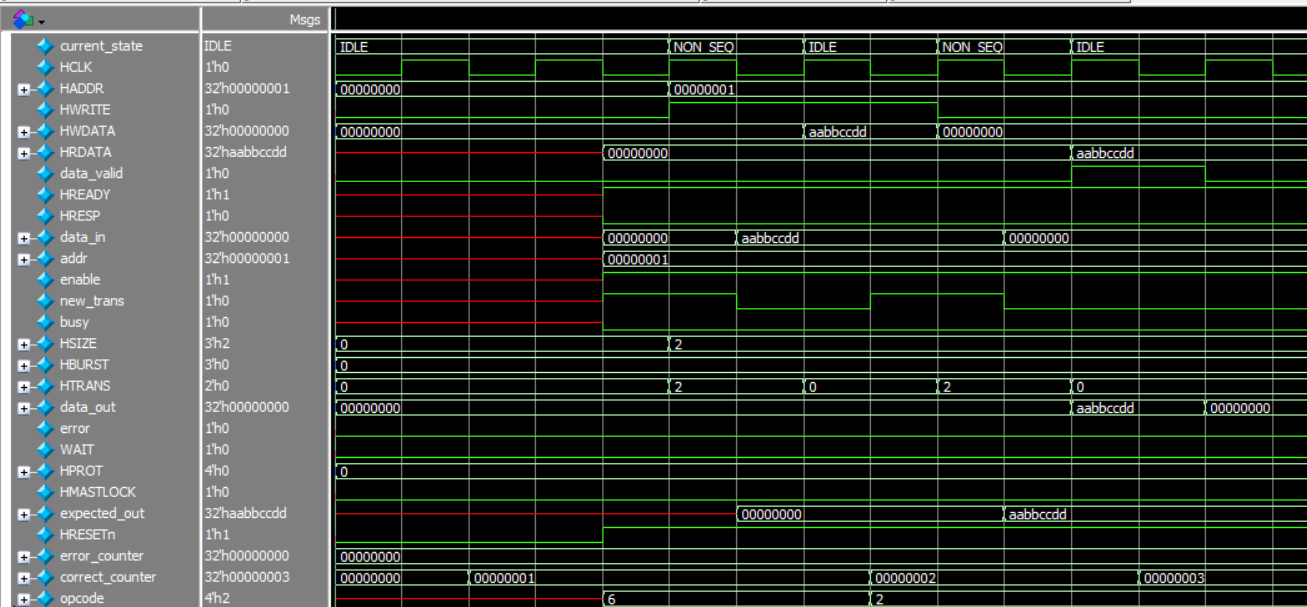 Msgs
current_state IDLE IDLE NON_SEQ IDLE NON_SEQ IDLE
HCLK 1'h0
HADDR 32'h00000001 00000000 00000001
HWRITE 1'h0
HWDATA 32'h00000000 00000000 aabbccdd 00000000
HRDATA 32'haabbccdd 00000000 aabbccdd
data_valid 1'h0
HREADY 1'h1
HRESP 1'h0
data_in 32'h00000000 00000000 aabbccdd 00000000
addr 32'h00000001 00000001
enable 1'h1
new_trans 1'h0
busy 1'h0
HSIZE 3'h2 0 2
HBURST 3'h0 0
HTRANS 2'h0 0 2 0 2 0
data_out 32'h00000000 00000000 aabbccdd 00000000
error 1'h0
WAIT 1'h0
HPROT 4'h0 0
HMASTLOCK 1'h0
expected_out 32'haabbccdd 00000000 aabbccdd
HRESETn 1'h1
error_counter 32'h00000000 00000000
correct_counter 32'h00000003 00000000 00000001 00000002 00000003
opcode 4'h2 6 2